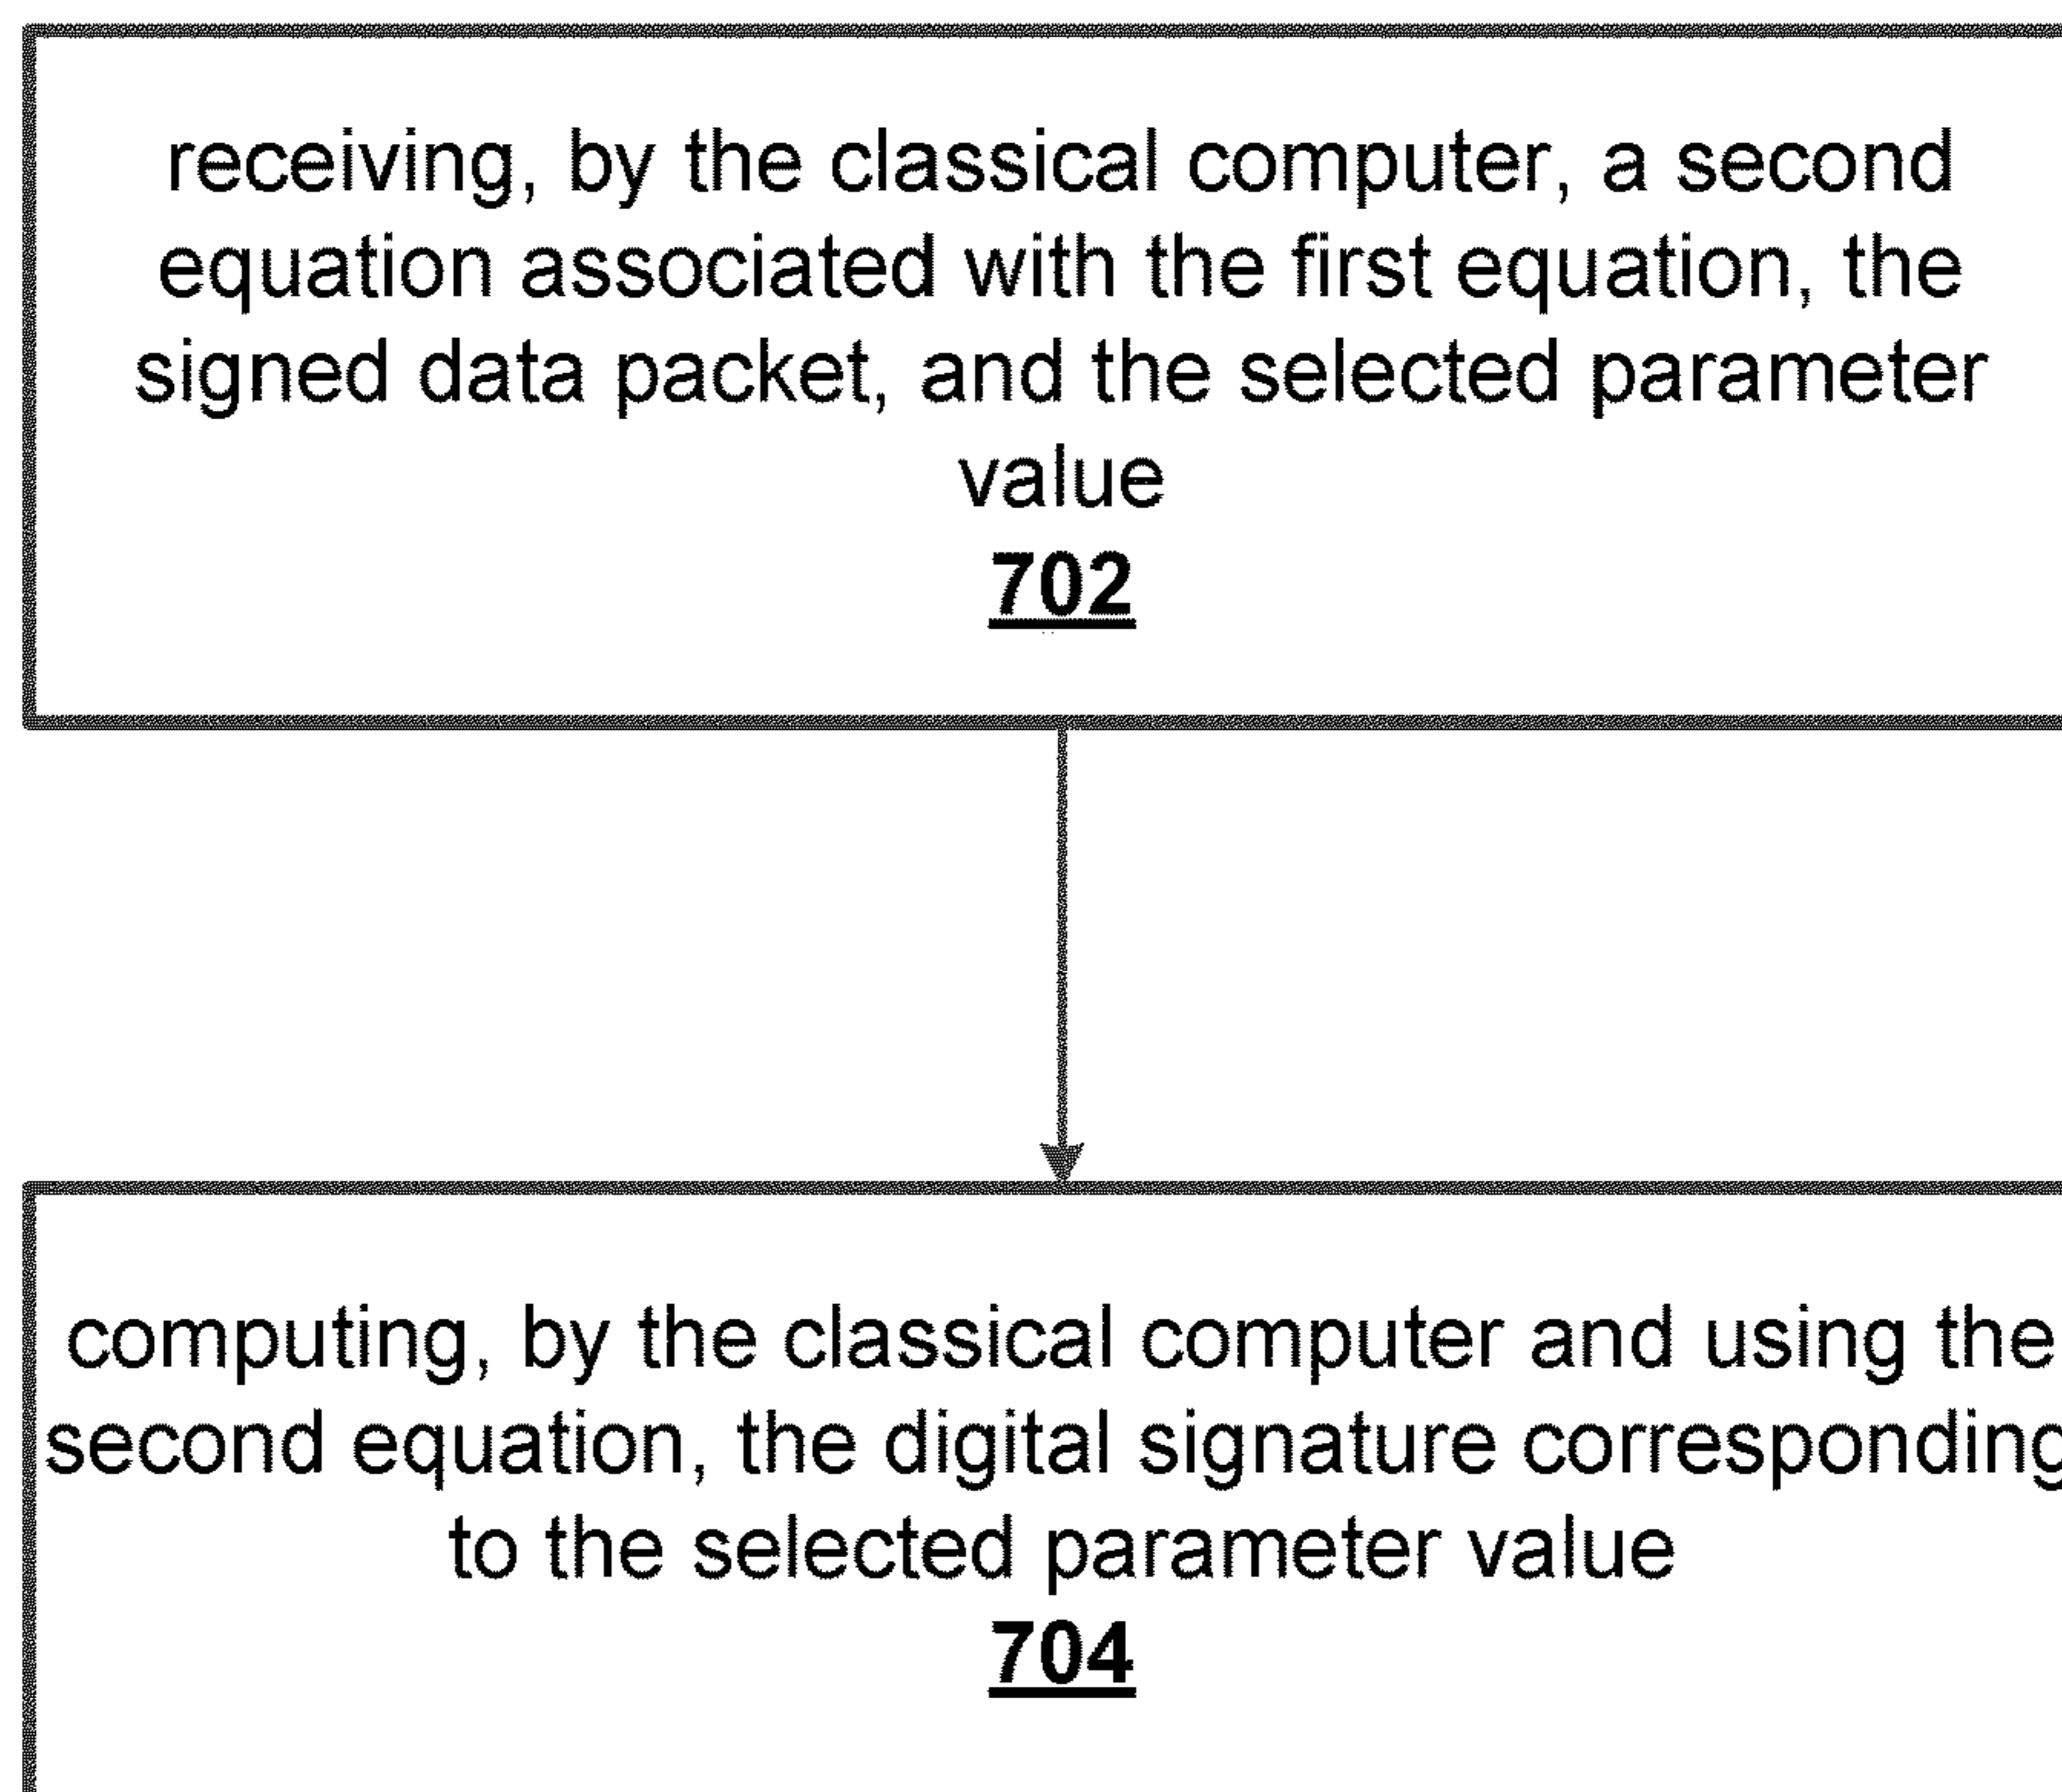 receiving, by the classical computer, a second
equation associated with the first equation, the
signed data packet, and the selected parameter
value
702
computing, by the classical computer and using the
second equation, the digital signature corresponding
to the selected parameter value
704